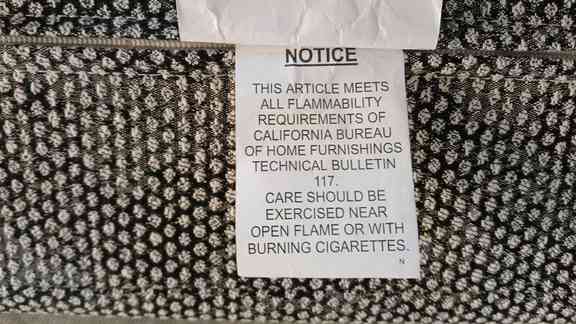 NOTICE
THIS ARTICLE MEETS
ALL FLAMMABILITY
REQUIREMENTS OF
CALIFORNIA BUREAU
OF HOME FURNISHINGS
TECHNICAL BULLETIN
117.
CARE SHOULD BE
EXERCISED NEAR
OPEN FLAME OR WITH
BURNING CIGARETTES.
N